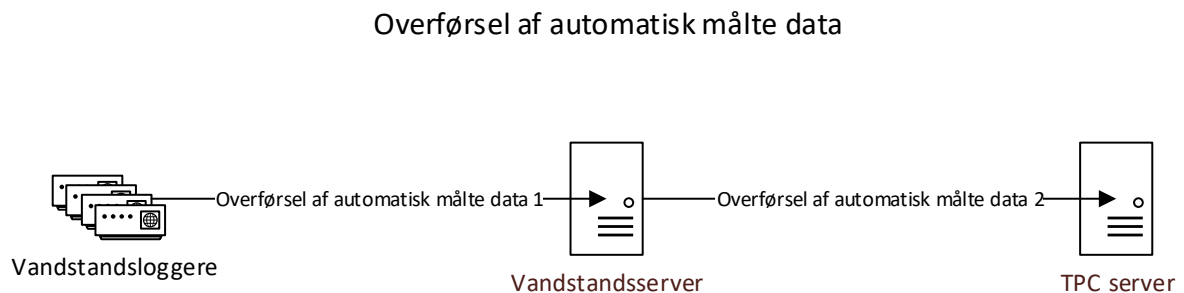 Overførsel af automatisk målte data
Overførsel af automatisk målte data 1
Overførsel af automatisk målte data 2
Vandstandsloggere
Vandstandsserver
TPC server